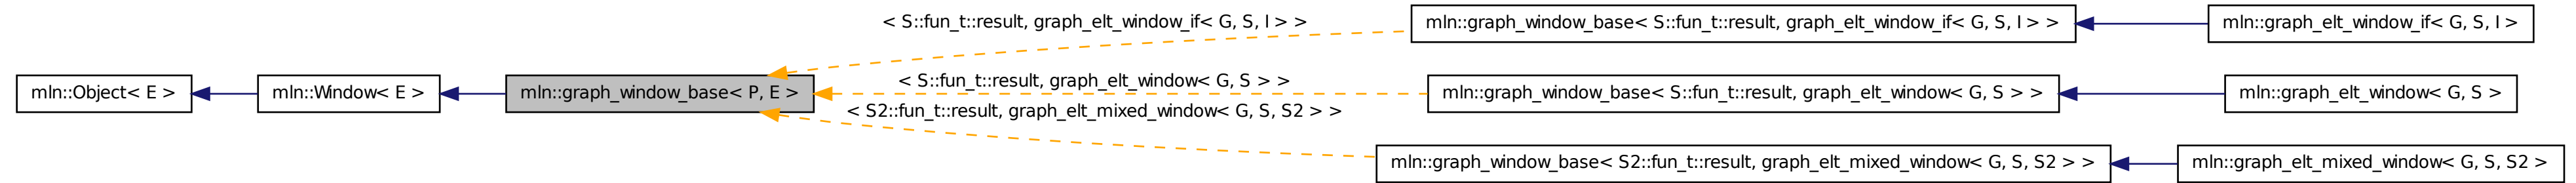 < S::fun_t::result, graph_elt_window_if< G, S, I > >
mln::graph_window_base< S::fun_t::result, graph_elt_window_if< G, S, I > >
mln::graph_elt_window_if< G, S, I >
mln::Object< E >
mln::Window< E >
mln::graph_window_base< P, E >
< S::fun_t::result, graph_elt_window< G, S > >
mln::graph_window_base< S::fun_t::result, graph_elt_window< G, S > >
mln::graph_elt_window< G, S >
< S2::fun_t::result, graph_elt_mixed_window< G, S, S2 > >
mln::graph_window_base< S2::fun_t::result, graph_elt_mixed_window< G, S, S2 > >
mln::graph_elt_mixed_window< G, S, S2 >